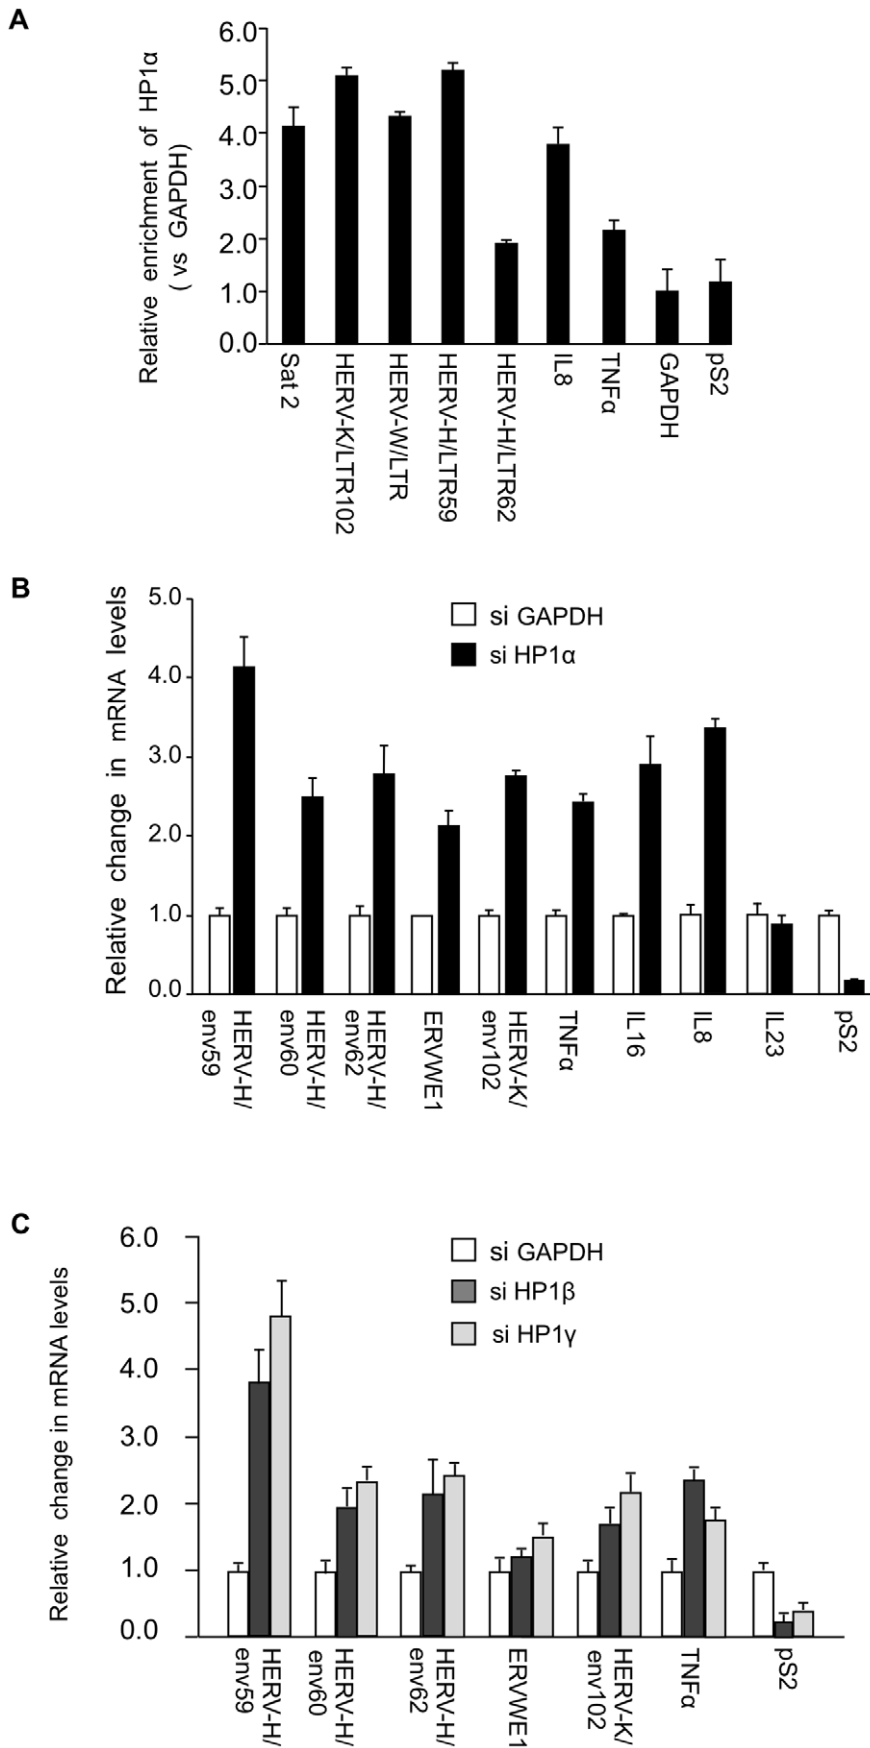 A
Relative enrichment of HP1α
( vs GAPDH)
6.0
5.0
4.0
3.0
2.0
1.0
0.0
Sat 2
HERV-K/LTR102
HERV-W/LTR
HERV-H/LTR59
HERV-H/LTR62
IL8
TNFα
GAPDH
pS2
B
Relative change in mRNA levels
5.0
4.0
3.0
2.0
1.0
0.0
si GAPDH
si HP1α
HERV-H/
env59
HERV-H/
env60
HERV-H/
env62
ERVWE1
HERV-K/
env102
TNFα
IL16
IL8
IL23
pS2
C
Relative change in mRNA levels
6.0
5.0
4.0
3.0
2.0
1.0
0.0
si GAPDH
si HP1β
si HP1γ
HERV-H/
env59
HERV-H/
env60
HERV-H/
env62
ERVWE1
HERV-K/
env102
TNFα
pS2